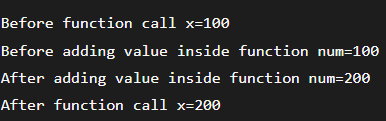 Before function call x=100
Before adding value inside function num=100
After adding value inside function num=200
After function call x=200